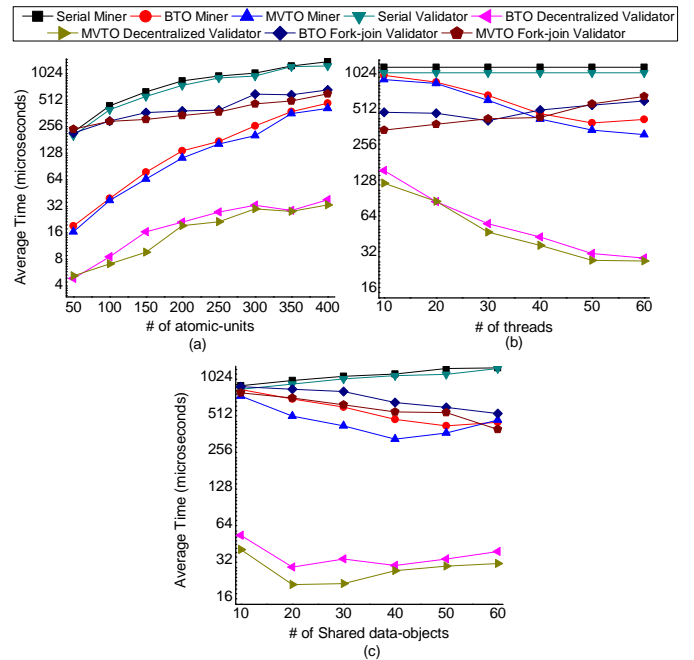 Serial Miner BTO Miner MVTO Miner Serial Validator BTO Decentralized Validator
MVTO Decentralized Validator BTO Fork-join Validator MVTO Fork-join Validator
Average Time (microseconds)
1024
512
256
128
64
32
16
8
4
50 100 150 200 250 300 350 400
# of atomic-units
(a)
1024
512
256
128
64
32
16
10 20 30 40 50 60
# of threads
(b)
Average Time (microseconds)
1024
512
256
128
64
32
16
10 20 30 40 50 60
# of Shared data-objects
(c)